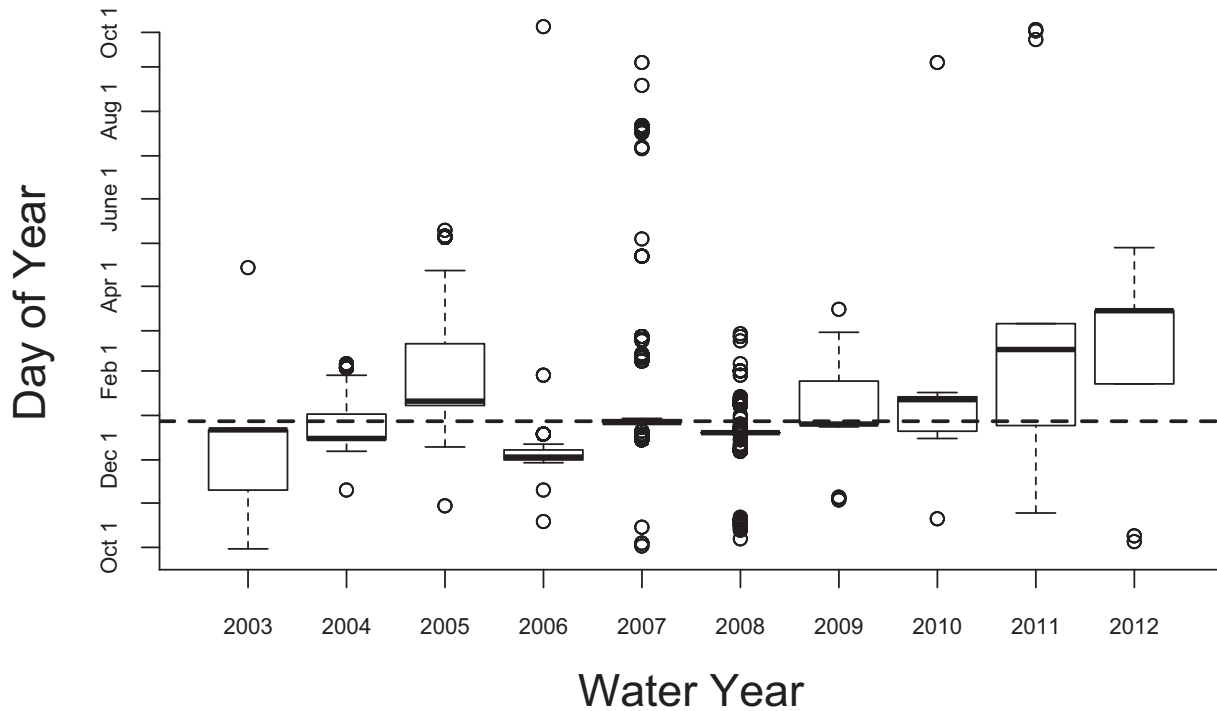 Day of Year
Oct 1
Aug 1
June 1
Apr 1
Feb 1
Dec 1
Oct 1
2003 2004 2005 2006 2007 2008 2009 2010 2011 2012
Water Year